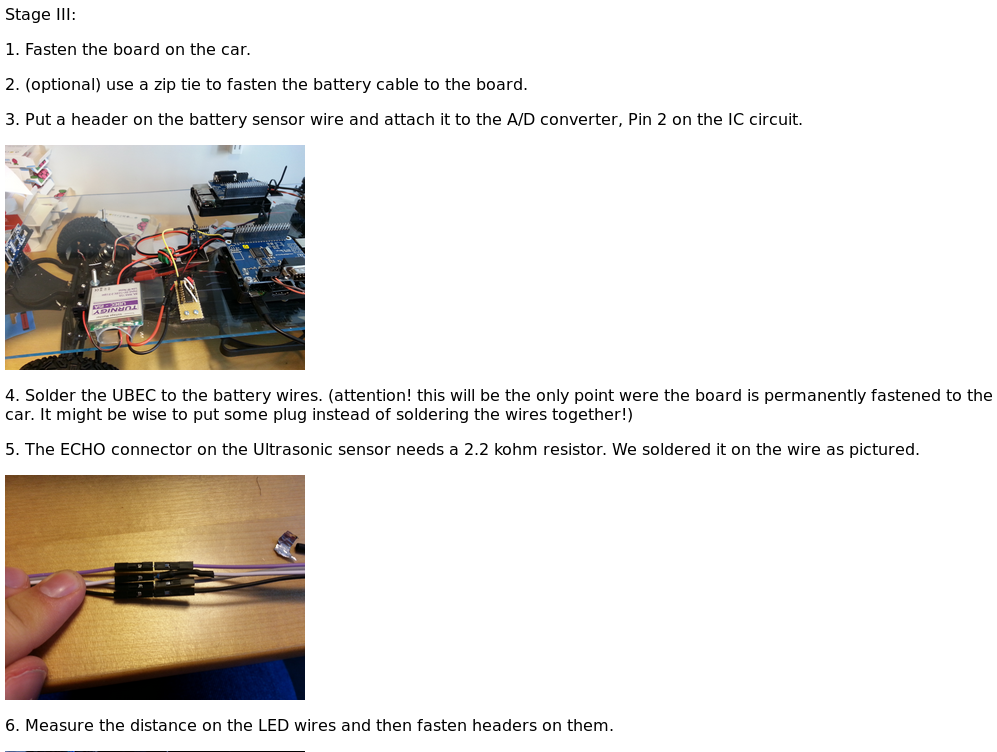 Stage III:
1. Fasten the board on the car.
2. (optional) use a zip tie to fasten the battery cable to the board.
3. Put a header on the battery sensor wire and attach it to the A/D converter, Pin 2 on the IC circuit.
TURNIGY
4. Solder the UBEC to the battery wires. (attention! this will be the only point were the board is permanently fastened to the
car. It might be wise to put some plug instead of soldering the wires together!)
5. The ECHO connector on the Ultrasonic sensor needs a 2.2 kohm resistor. We soldered it on the wire as pictured.
6. Measure the distance on the LED wires and then fasten headers on them.